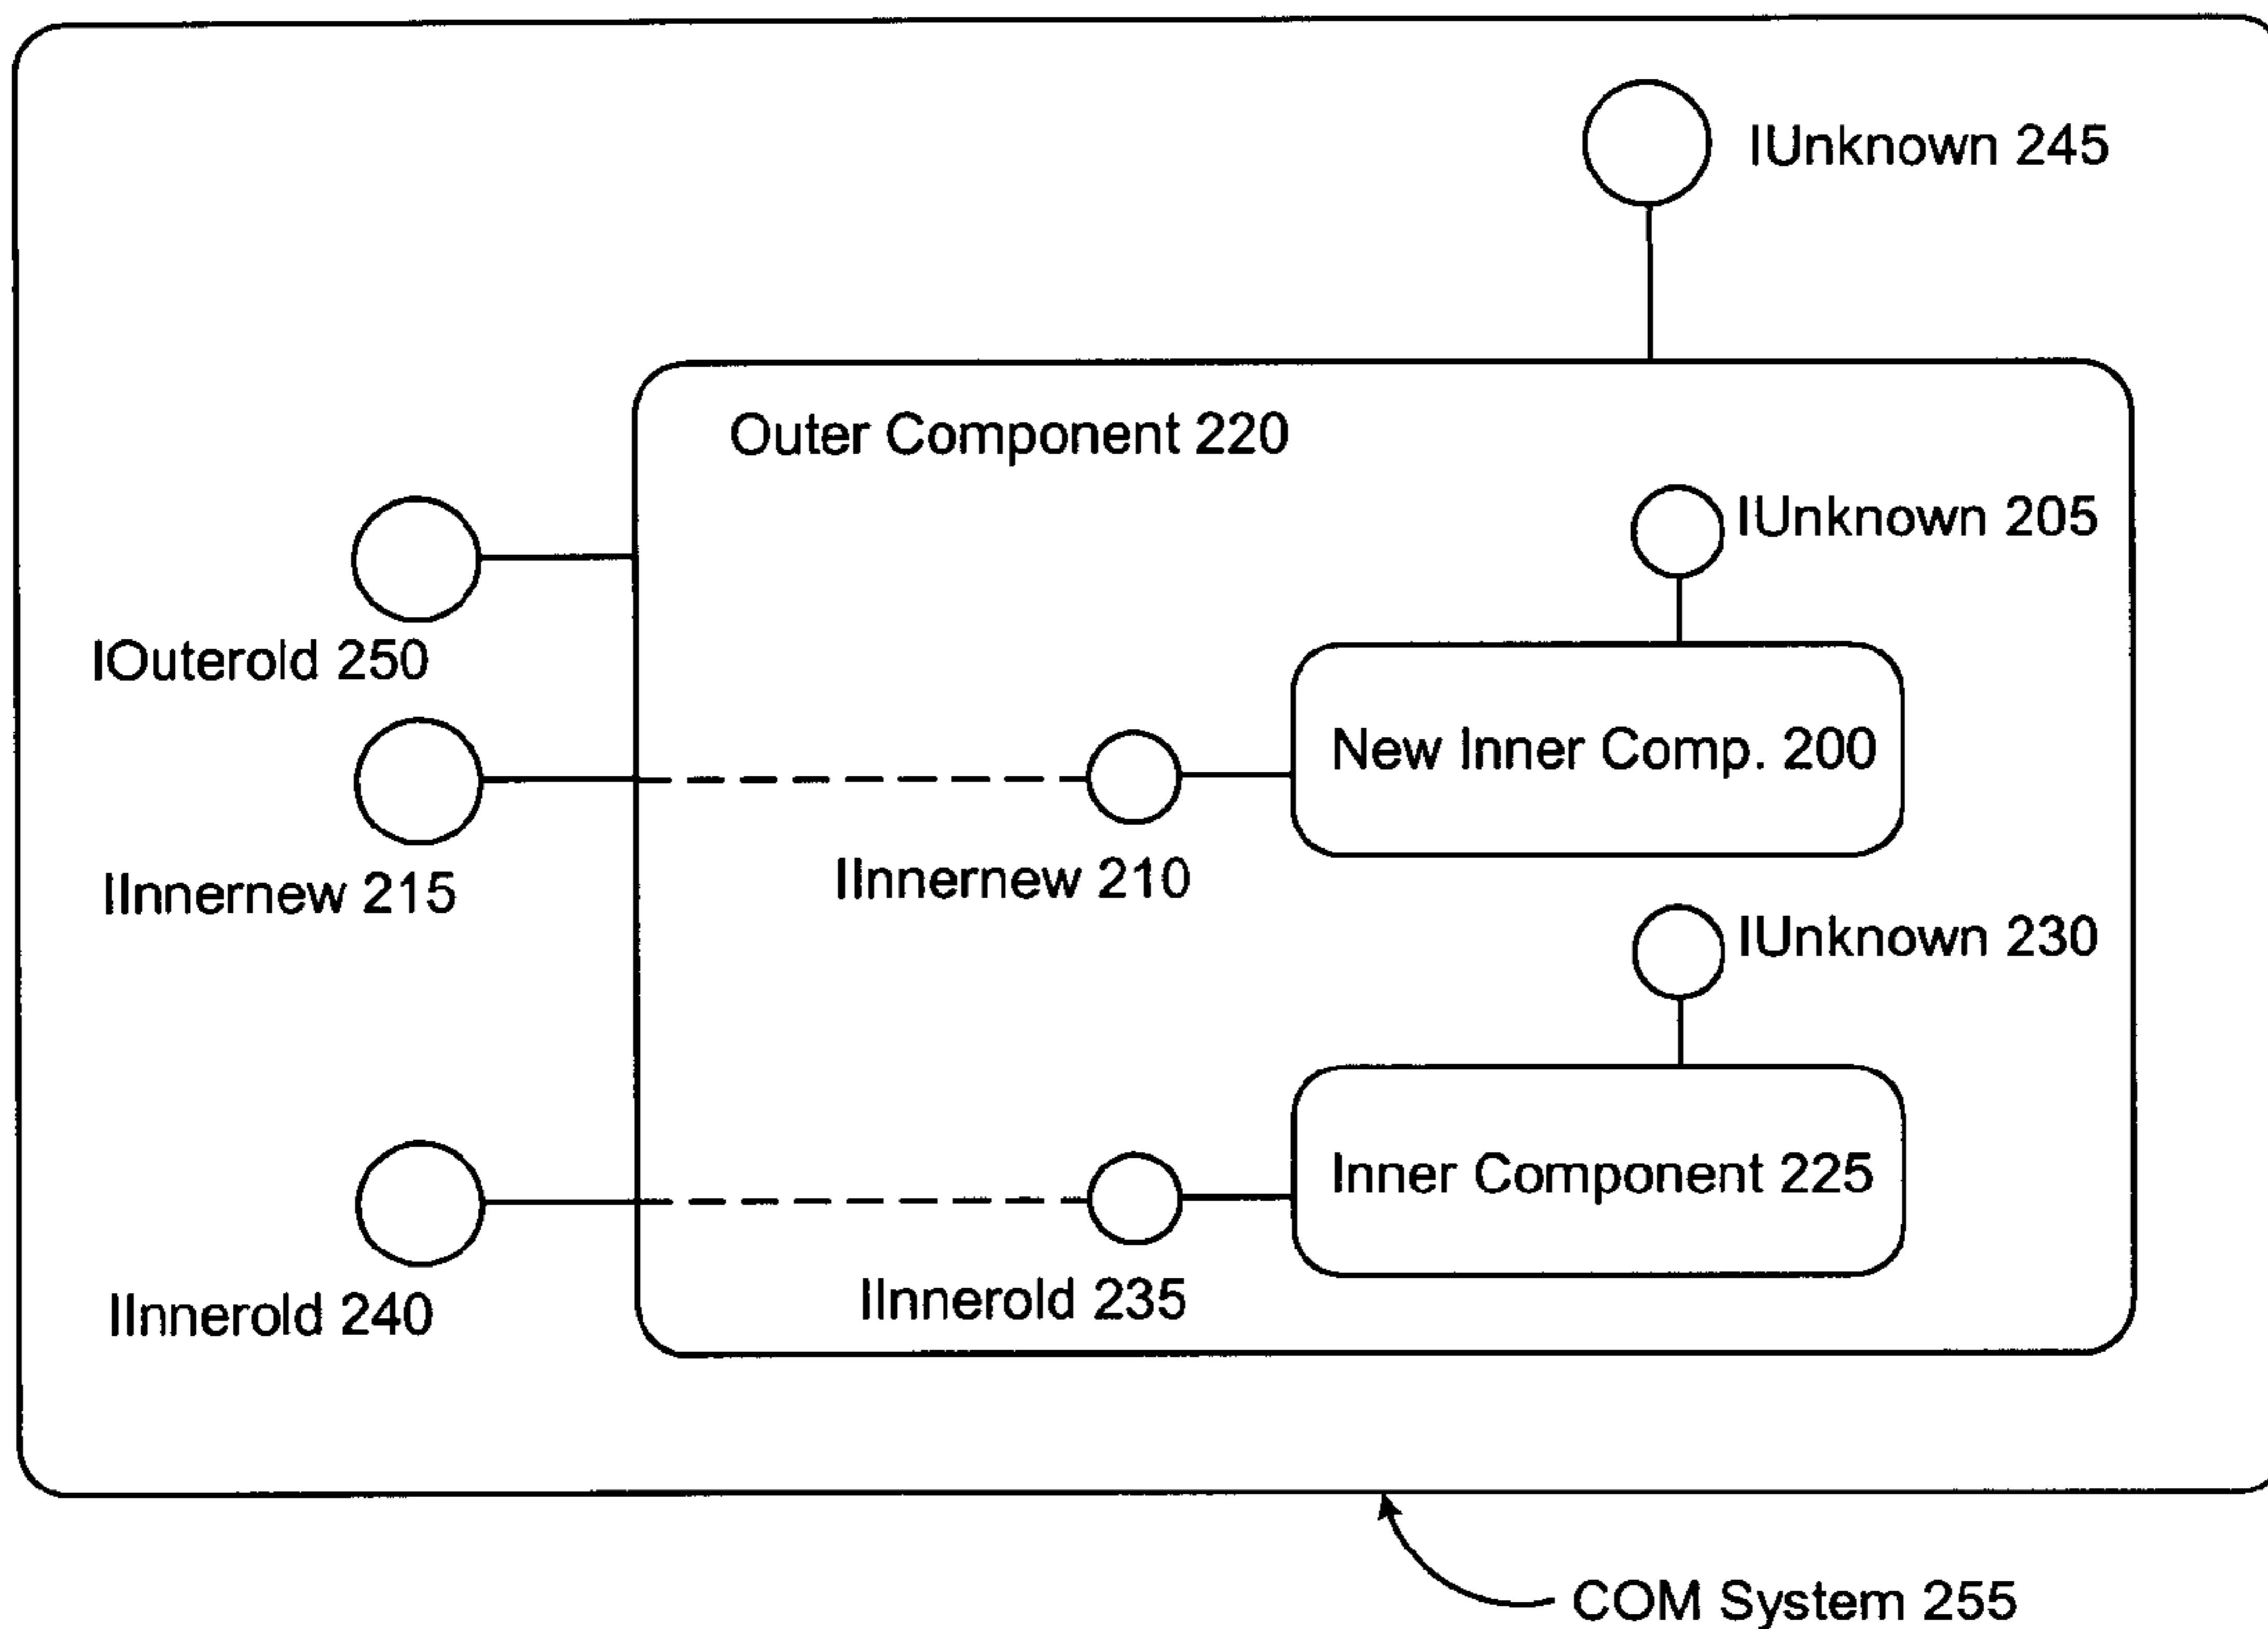 IUnknown 245
Outer Component 220
IUnknown 205
IOuterold 250
New Inner Comp. 200
IInnernew 210
IInnernew 215
IUnknown 230
Inner Component 225
IInnerold 235
IInnerold 240
COM System 255